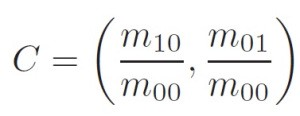 C = ( m₁₀ / m₀₀ , m₀₁ / m₀₀ )